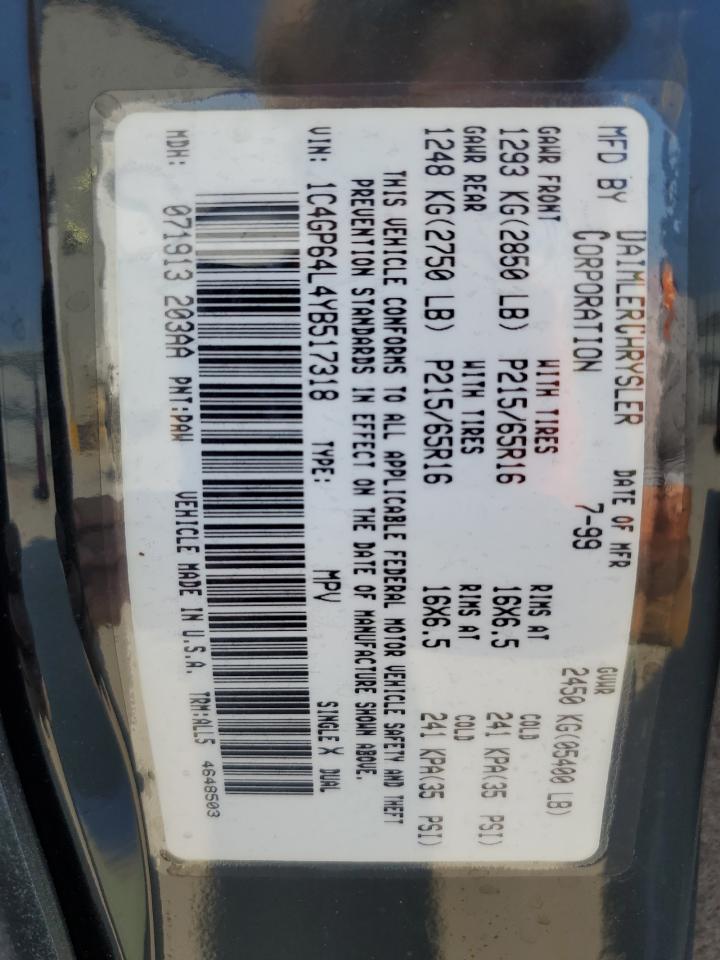 MFD BY DAIMLERCHRYSLER DATE OF MFR GVWR
CORPORATION 7-99 2450 KG(05400 LB)
GAWR FRONT WITH TIRES RIMS AT COLD
1293 KG(2850 LB) P215/65R16 16X6.5 241 KPA(35 PSI)
GAWR REAR WITH TIRES RIMS AT COLD
1248 KG(2750 LB) P215/65R16 16X6.5 241 KPA(35 PSI)
THIS VEHICLE CONFORMS TO ALL APPLICABLE FEDERAL MOTOR VEHICLE SAFETY AND THEFT
PREVENTION STANDARDS IN EFFECT ON THE DATE OF MANUFACTURE SHOWN ABOVE.
VIN: 1C4GP64L4YB517318 TYPE: MPV SINGLE X DUAL
MDH: 071913 203AA PNT:PAW VEHICLE MADE IN U.S.A. TRM:ALL5 4648503